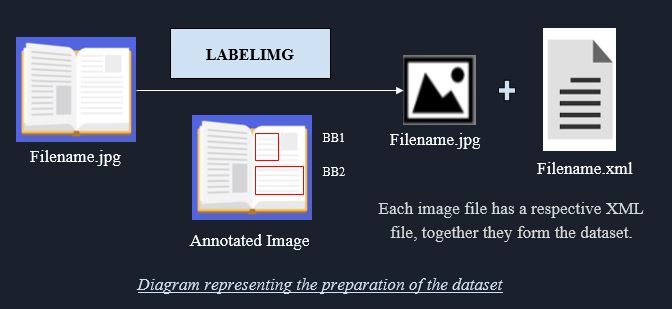 LABELIMG
Filename.jpg
BB1
BB2
Annotated Image
Filename.jpg
Filename.xml
Each image file has a respective XML
file, together they form the dataset.
Diagram representing the preparation of the dataset